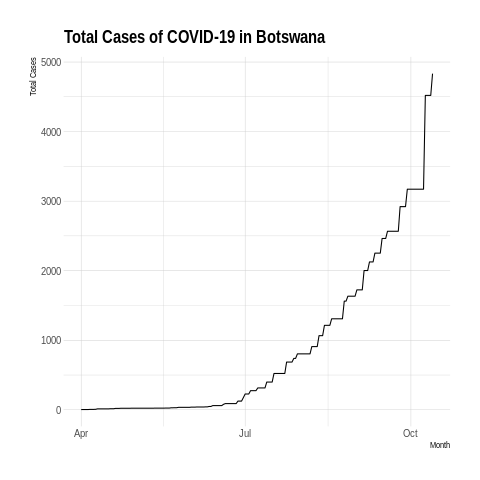 Total Cases of COVID-19 in Botswana
Total Cases
5000
4000
3000
2000
1000
0
Apr
Jul
Oct
Month